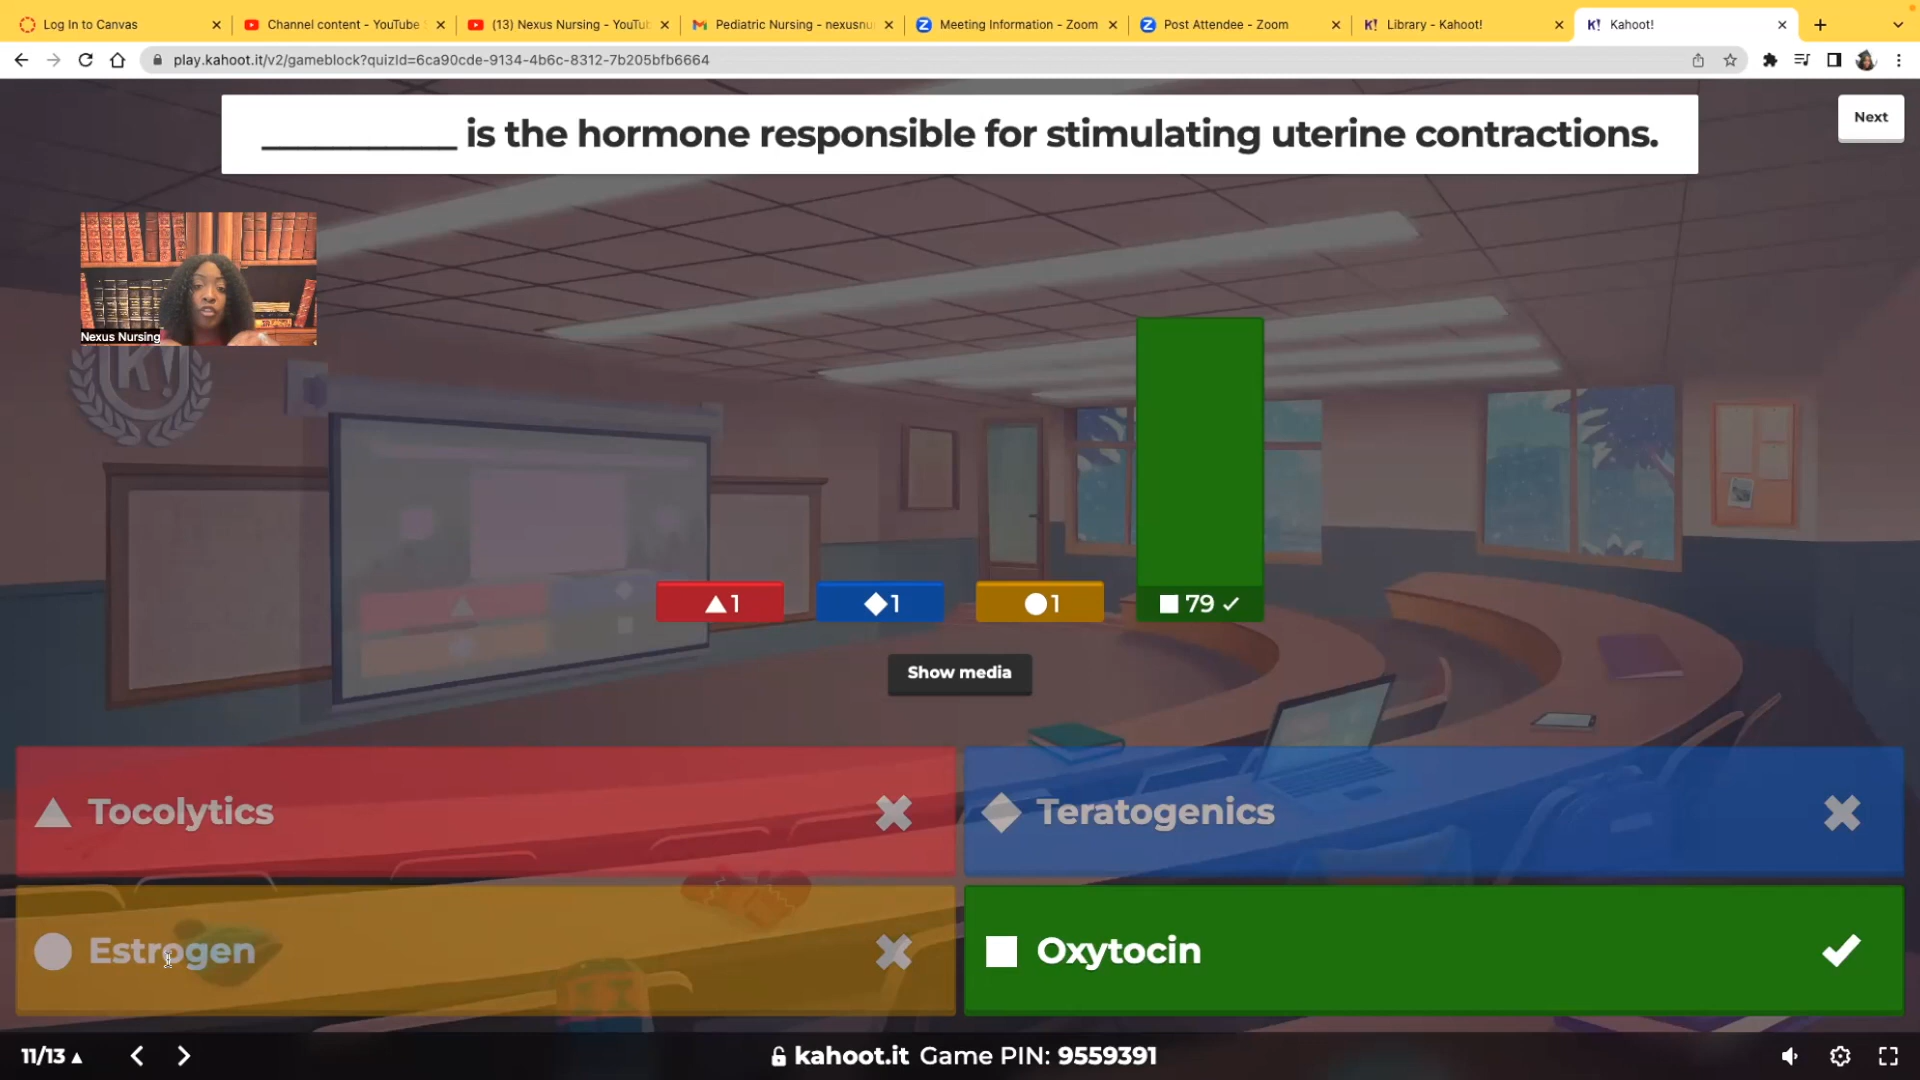 Log In to Canvas
Channel content - YouTube
(13) Nexus Nursing - YouTub
Pediatric Nursing - nexusnu
Meeting Information - Zoom
Post Attendee - Zoom
K! Library - Kahoot!
K! Kahoot!
play.kahoot.it/v2/gameblock?quizId=6ca90cde-9134-4b6c-8312-7b205bfb6664
___________ is the hormone responsible for stimulating uterine contractions.
Next
Nexus Nursing
K!
1
1
1
79
Show media
Tocolytics
Teratogenics
Estrogen
Oxytocin
11/13
kahoot.it Game PIN: 9559391